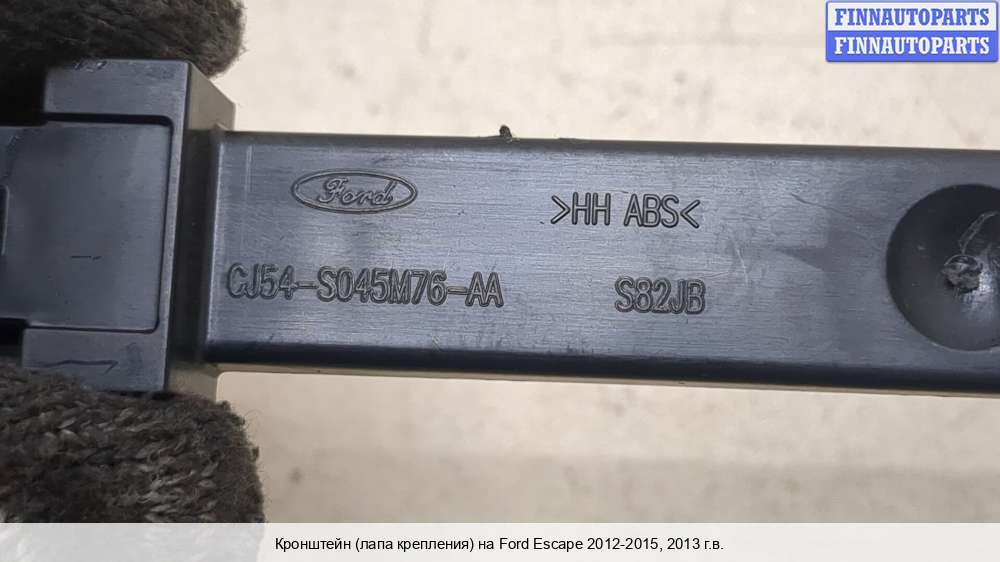 FINNAUTOPARTS
FINNAUTOPARTS
Ford
>HH ABS<
CJ54-S045M76-AA
S82JB
Кронштейн (лапа крепления) на Ford Escape 2012-2015, 2013 г.в.